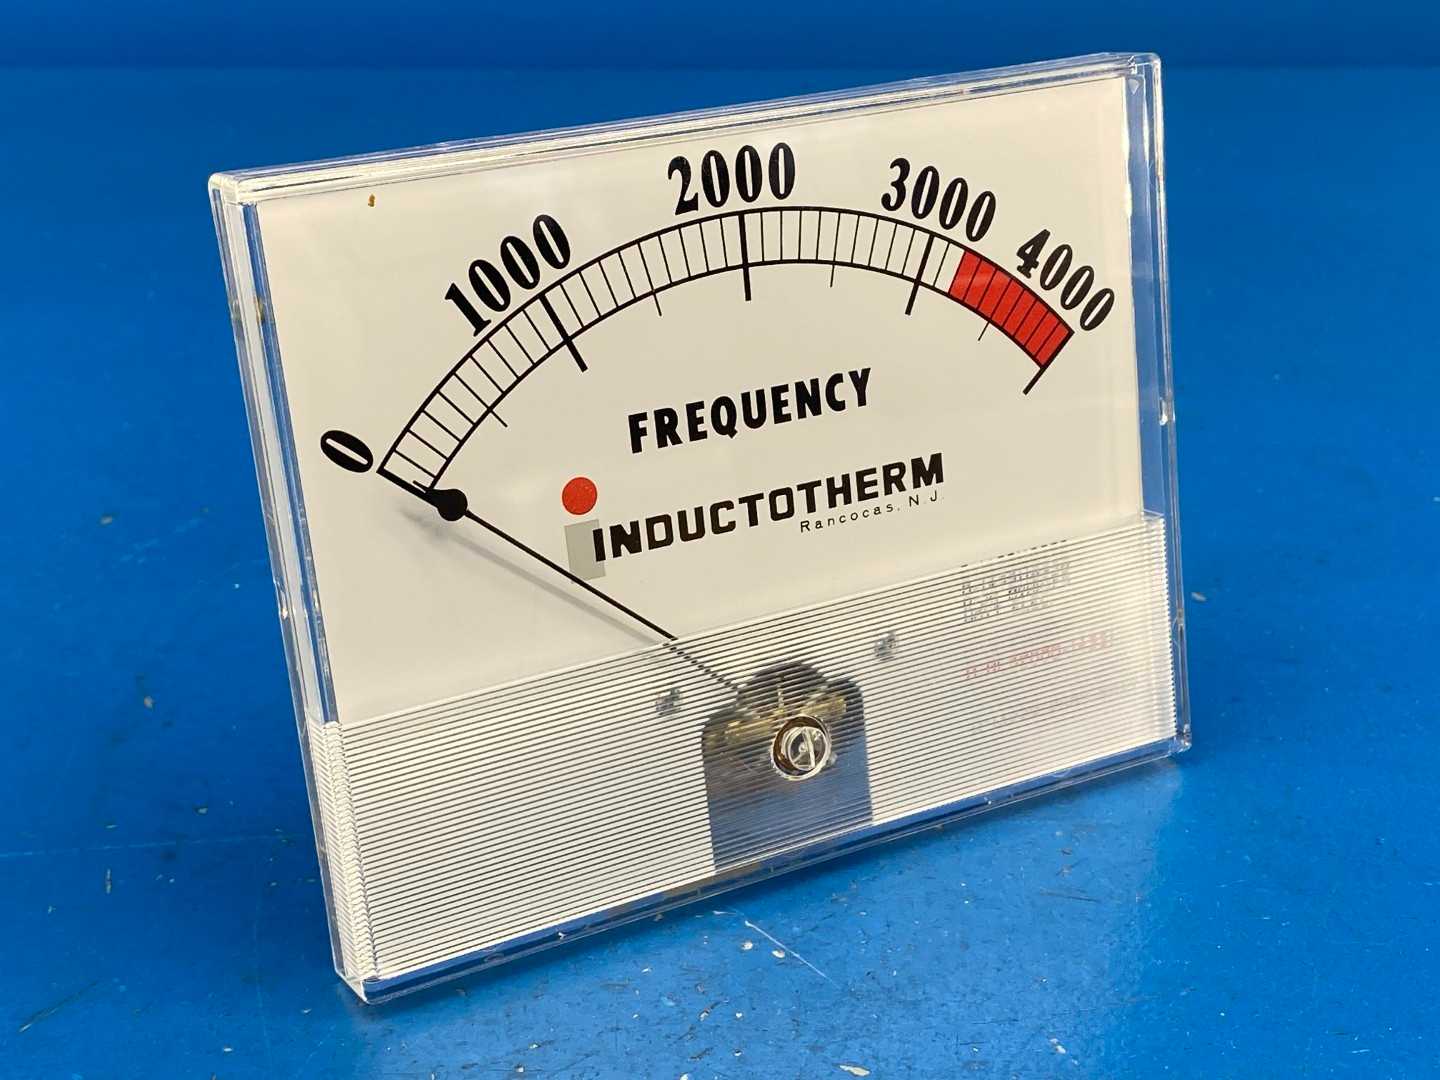 0 1000 2000 3000 4000
FREQUENCY
iNDUCTOTHERM
Rancocas, N.J.